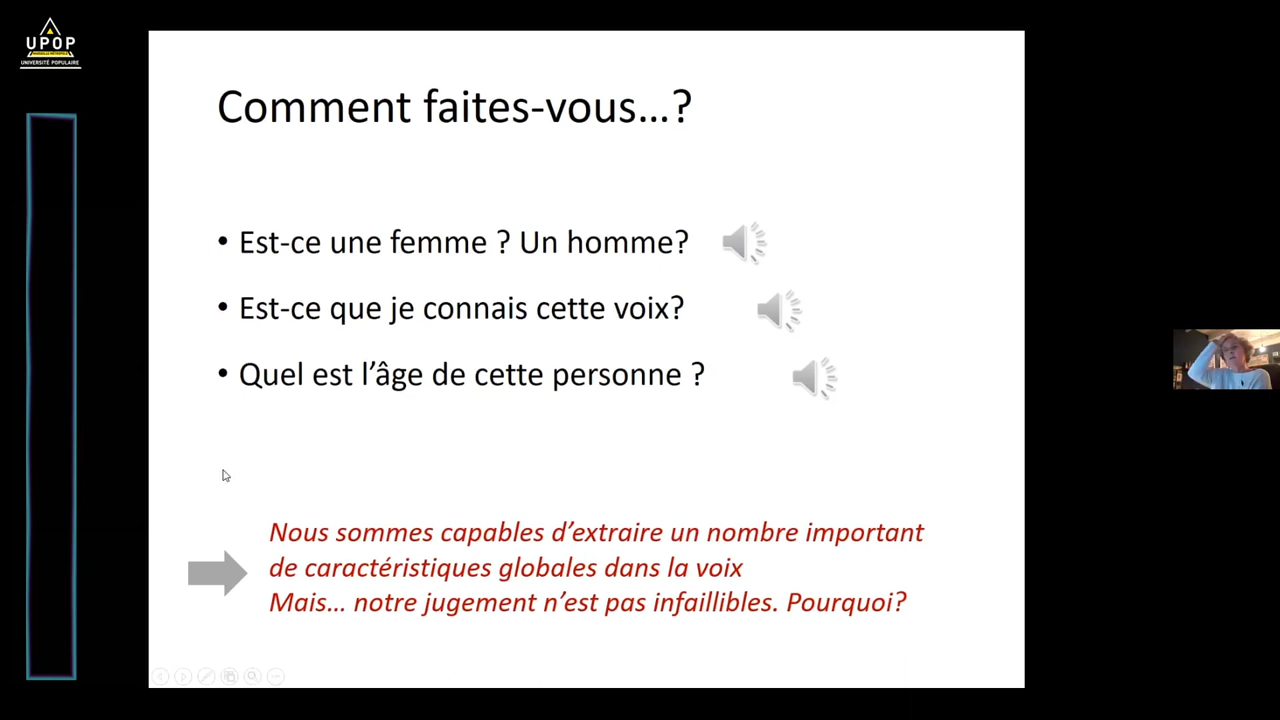 UPOP
UNIVERSITÉ POPULAIRE
Comment faites-vous…?
• Est-ce une femme ? Un homme?
• Est-ce que je connais cette voix?
• Quel est l’âge de cette personne ?
Nous sommes capables d’extraire un nombre important
de caractéristiques globales dans la voix
Mais… notre jugement n’est pas infaillibles. Pourquoi?